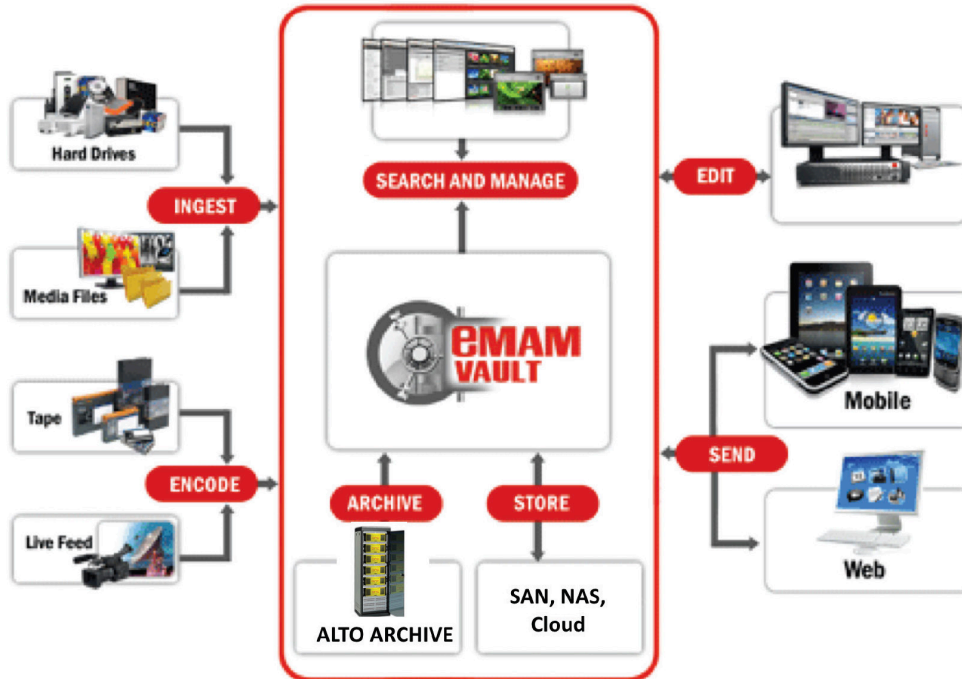 Hard Drives
INGEST
Media Files
Tape
ENCODE
Live Feed
SEARCH AND MANAGE
eMAM
VAULT
ARCHIVE
STORE
ALTO ARCHIVE
SAN, NAS,
Cloud
EDIT
Mobile
SEND
Web